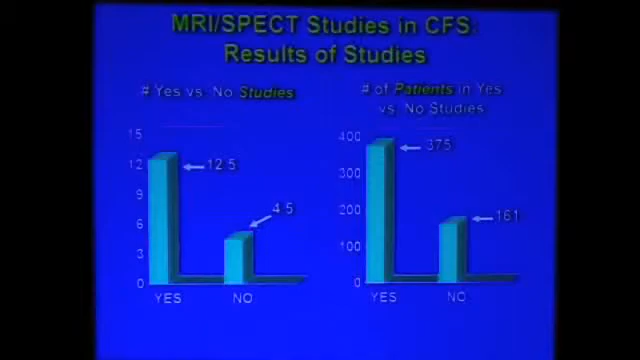 MRI/SPECT Studies in CFS:
Results of Studies
# Yes vs. No Studies
# of Patients in Yes
vs. No Studies
15
12
9
6
3
0
12.5
4.5
YES
NO
400
300
200
100
0
375
161
YES
NO